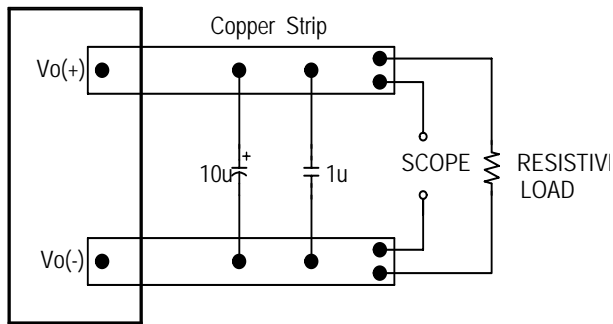 Copper Strip
Vo(+)
10u
+
1u
SCOPE
RESISTIVE
LOAD
Vo(-)